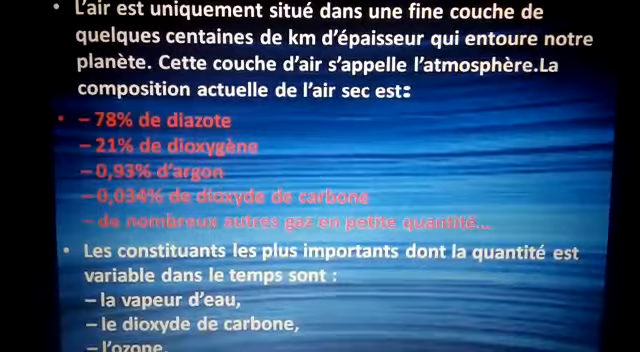 • L'air est uniquement situé dans une fine couche de
quelques centaines de km d'épaisseur qui entoure notre
planète. Cette couche d'air s'appelle l'atmosphère.La
composition actuelle de l'air sec est:
• – 78% de diazote
– 21% de dioxygène
– 0,93% d'argon
– 0,034% de dioxyde de carbone
– de nombreux autres gaz en petite quantité...
• Les constituants les plus importants dont la quantité est
variable dans le temps sont :
– la vapeur d'eau,
– le dioxyde de carbone,
– l'ozone.